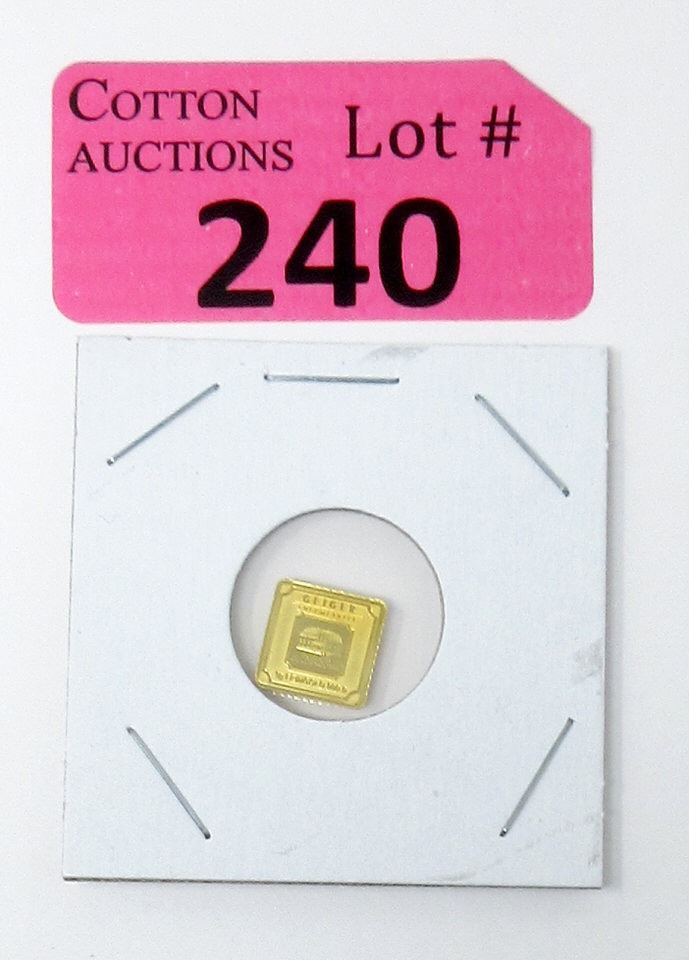 COTTON
AUCTIONS
Lot #
240
GEIGER